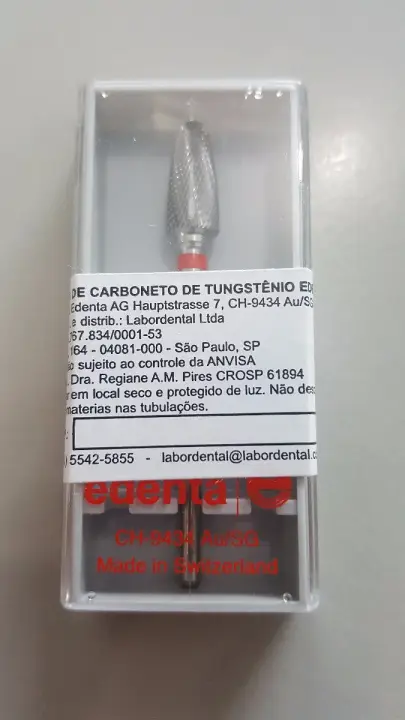 DE CARBONETO DE TUNGSTÊNIO
Edenta AG Hauptstrasse 7, CH-9434 Au/SG
e distrib.: Labordental Ltda
767.834/0001-53
164 - 04081-000 - São Paulo, SP
sujeito ao controle da ANVISA
Dra. Regiane A.M. Pires CROSP 61894
em local seco e protegido de luz. Não
materias nas tubulações.
5542-5855 - labordental@labordental.
edenta
CH-9434 Au/SG
Made in Switzerland